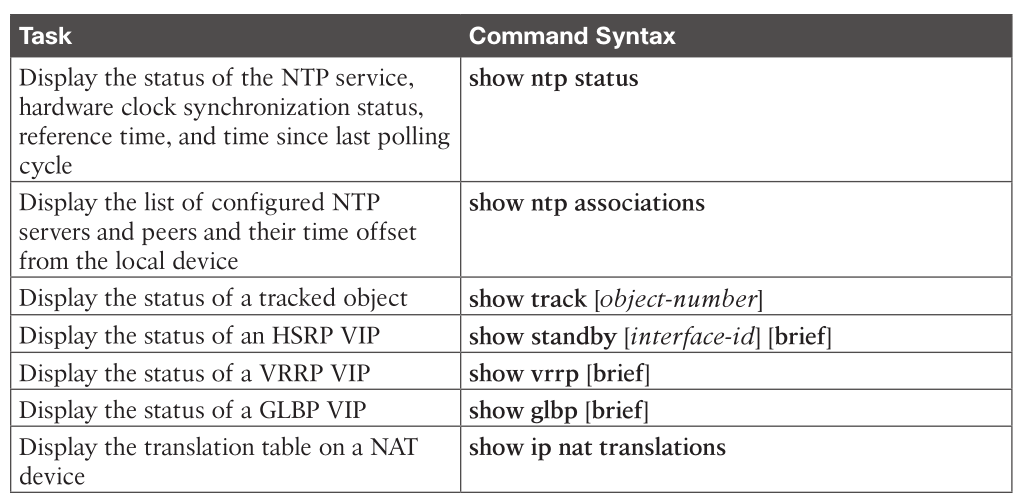 Task Command Syntax
Display the status of the NTP service, show ntp status
hardware clock synchronization status,
reference time, and time since last polling
cycle
Display the list of configured NTP show ntp associations
servers and peers and their time offset
from the local device
Display the status of a tracked object show track [object-number]
Display the status of an HSRP VIP show standby [interface-id] [brief]
Display the status of a VRRP VIP show vrrp [brief]
Display the status of a GLBP VIP show glbp [brief]
Display the translation table on a NAT show ip nat translations
device